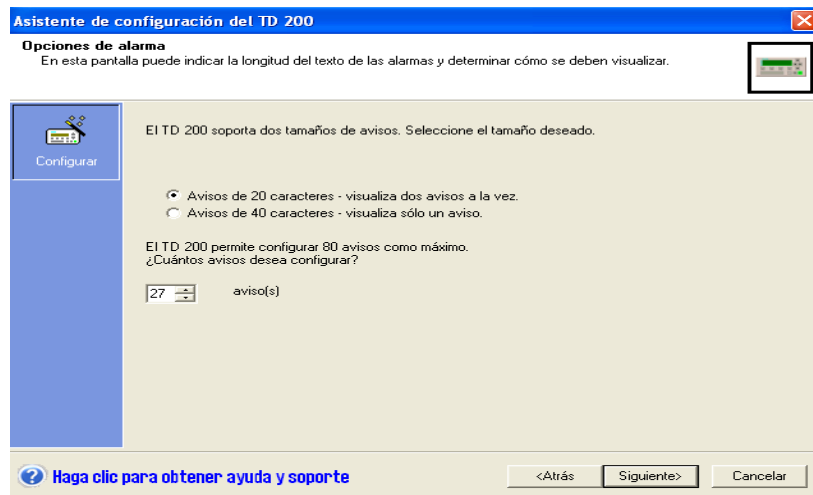 Asistente de configuración del TD 200
Opciones de alarma
En esta pantalla puede indicar la longitud del texto de las alarmas y determinar cómo se deben visualizar.
Configurar
El TD 200 soporta dos tamaños de avisos. Seleccione el tamaño deseado.
Avisos de 20 caracteres - visualiza dos avisos a la vez.
Avisos de 40 caracteres - visualiza sólo un aviso.
El TD 200 permite configurar 80 avisos como máximo.
¿Cuántos avisos desea configurar?
27 aviso(s)
Haga clic para obtener ayuda y soporte
<Atrás Siguiente> Cancelar